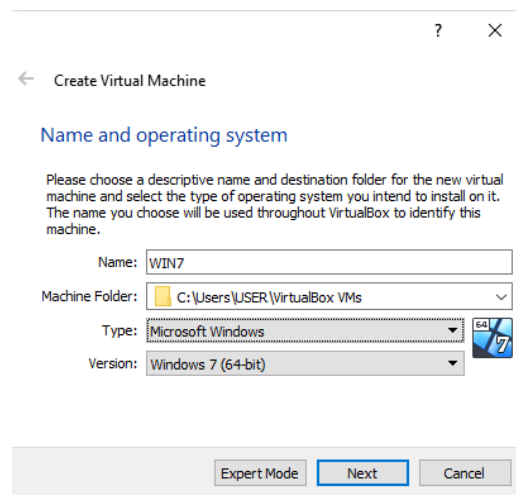 ?
Create Virtual Machine
Name and operating system
Please choose a descriptive name and destination folder for the new virtual
machine and select the type of operating system you intend to install on it.
The name you choose will be used throughout VirtualBox to identify this
machine.
Name: WIN7
Machine Folder: C:\Users\USER\VirtualBox VMs
Type: Microsoft Windows
64
7
Version: Windows 7 (64-bit)
Expert Mode Next Cancel